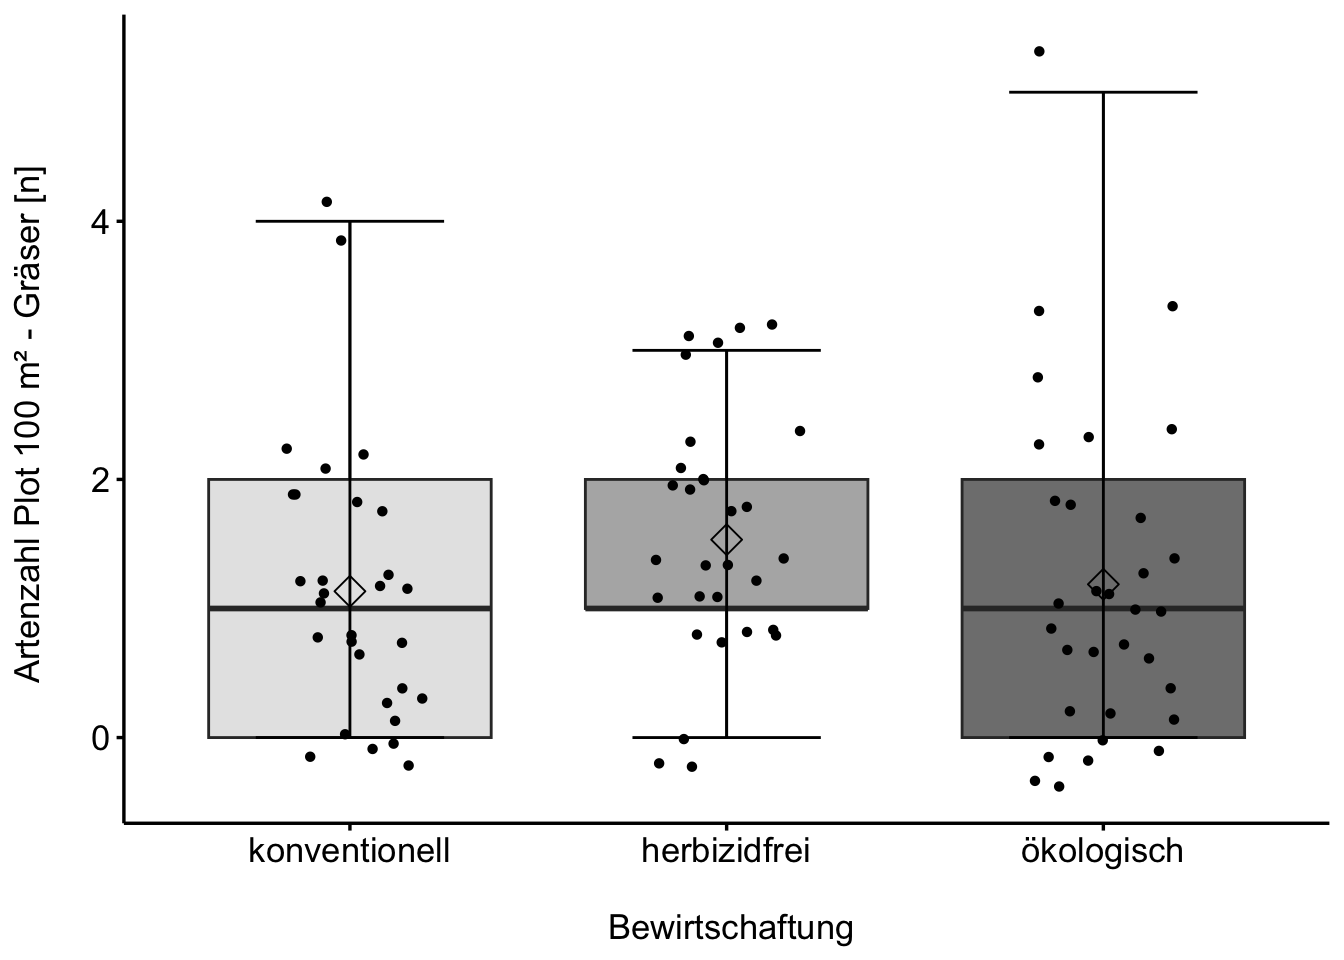 Artenzahl Plot 100 m² - Gräser [n]
4
2
0
konventionell
herbizidfrei
ökologisch
Bewirtschaftung